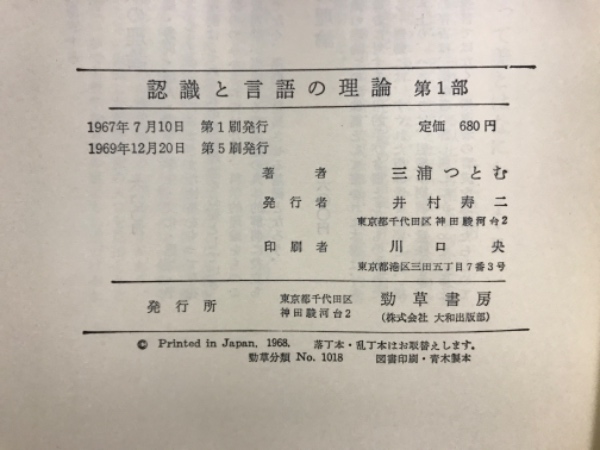 認識と言語の理論 第1部
1967年7月10日 第1刷発行 定価 680円
1969年12月20日 第5刷発行
著者 三浦つとむ
発行者 井村寿二
東京都千代田区神田駿河台2
印刷者 川口央
東京都港区三田五丁目7番3号
発行所 東京都千代田区神田駿河台2 勁草書房
(株式会社 大和出版部)
© Printed in Japan, 1968. 落丁本・乱丁本はお取替えします。
勁草分類 No. 1018 図書印刷・青木製本